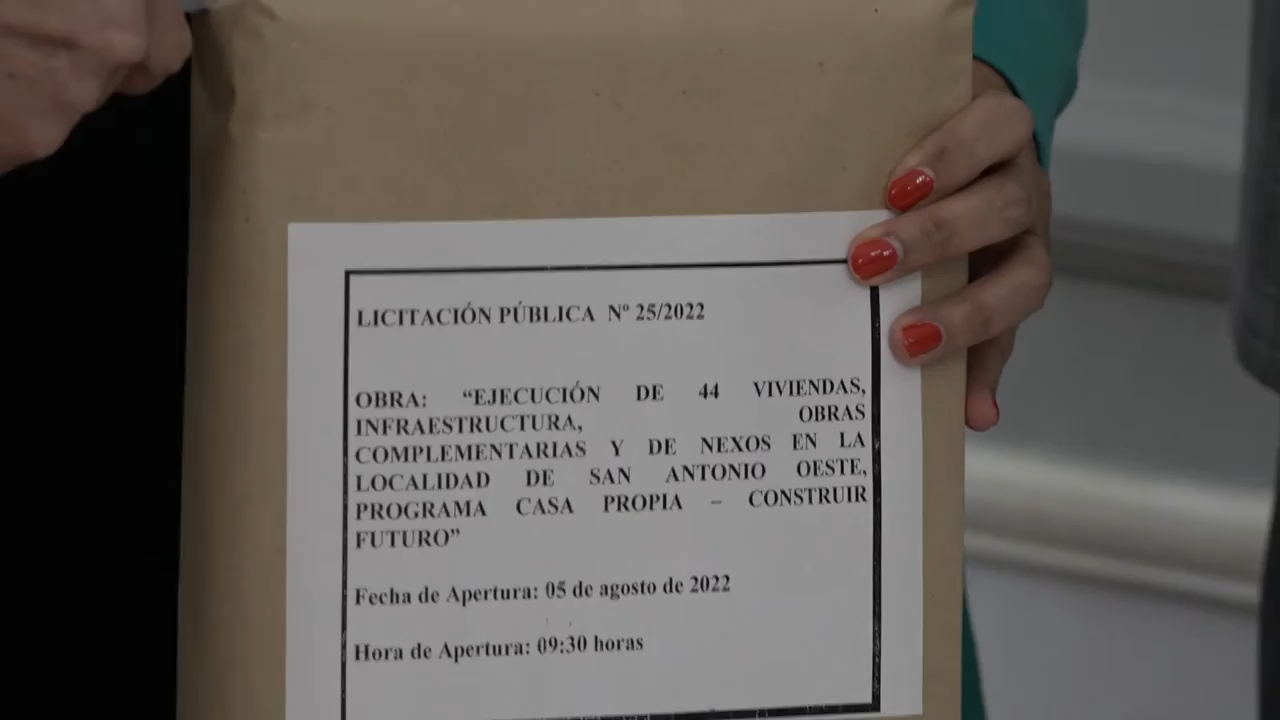 LICITACIÓN PÚBLICA Nº 25/2022
OBRA: “EJECUCIÓN DE 44 VIVIENDAS,
INFRAESTRUCTURA, OBRAS
COMPLEMENTARIAS Y DE NEXOS EN LA
LOCALIDAD DE SAN ANTONIO OESTE,
PROGRAMA CASA PROPIA – CONSTRUIR
FUTURO”
Fecha de Apertura: 05 de agosto de 2022
Hora de Apertura: 09:30 horas